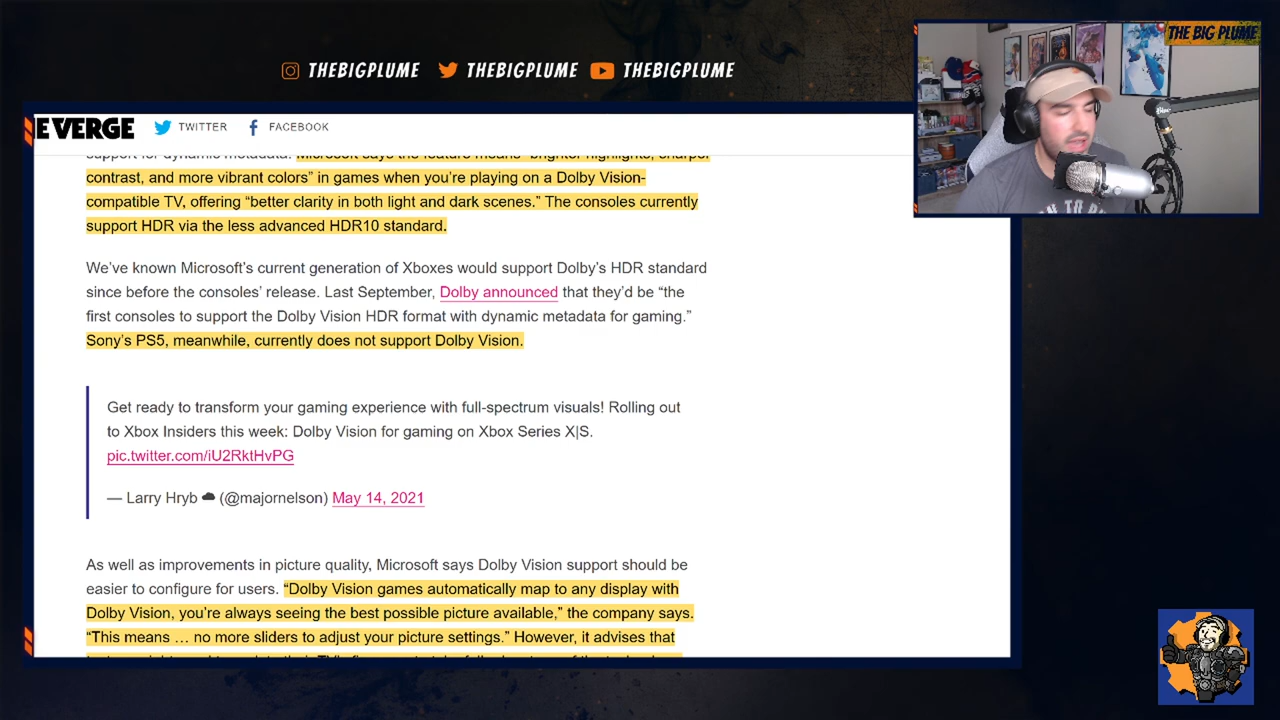 THEBIGPLUME THEBIGPLUME THEBIGPLUME
THE BIG PLUME
E VERGE TWITTER FACEBOOK
support for dynamic metadata. Microsoft says the feature means “brighter highlights, sharper
contrast, and more vibrant colors” in games when you’re playing on a Dolby Vision-
compatible TV, offering “better clarity in both light and dark scenes.” The consoles currently
support HDR via the less advanced HDR10 standard.
We’ve known Microsoft’s current generation of Xboxes would support Dolby’s HDR standard
since before the consoles’ release. Last September, Dolby announced that they’d be “the
first consoles to support the Dolby Vision HDR format with dynamic metadata for gaming.”
Sony’s PS5, meanwhile, currently does not support Dolby Vision.
Get ready to transform your gaming experience with full-spectrum visuals! Rolling out
to Xbox Insiders this week: Dolby Vision for gaming on Xbox Series X|S.
pic.twitter.com/iU2RktHvPG
— Larry Hryb ☁ (@majornelson) May 14, 2021
As well as improvements in picture quality, Microsoft says Dolby Vision support should be
easier to configure for users. “Dolby Vision games automatically map to any display with
Dolby Vision, you’re always seeing the best possible picture available,” the company says.
“This means … no more sliders to adjust your picture settings.” However, it advises that